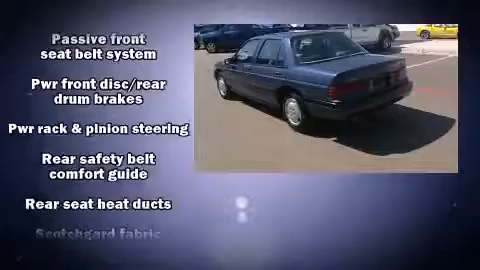 Passive front
seat belt system
Pwr front disc/rear
drum brakes
Pwr rack & pinion steering
Rear safety belt
comfort guide
Rear seat heat ducts
Scotchgard fabric